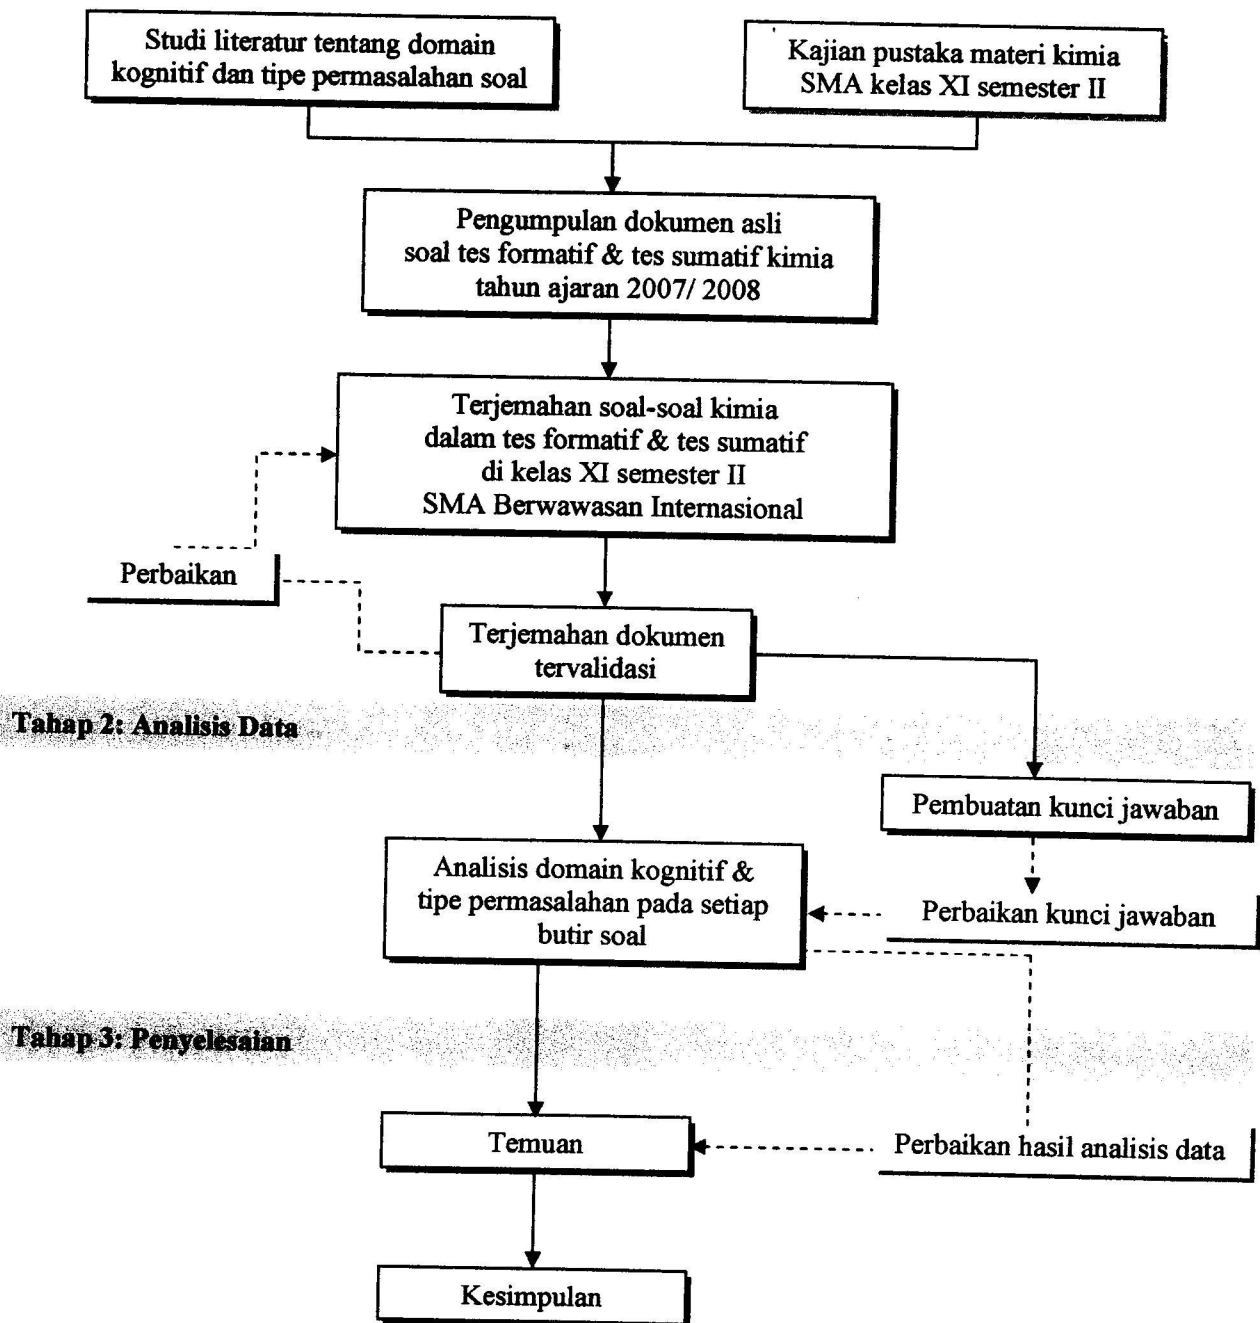 Studi literatur tentang domain
kognitif dan tipe permasalahan soal
Kajian pustaka materi kimia
SMA kelas XI semester II
Pengumpulan dokumen asli
soal tes formatif & tes sumatif kimia
tahun ajaran 2007/ 2008
Terjemahan soal-soal kimia
dalam tes formatif & tes sumatif
di kelas XI semester II
SMA Berwawasan Internasional
Perbaikan
Terjemahan dokumen
tervalidasi
Tahap 2: Analisis Data
Pembuatan kunci jawaban
Analisis domain kognitif &
tipe permasalahan pada setiap
butir soal
Perbaikan kunci jawaban
Tahap 3: Penyelesaian
Temuan
Perbaikan hasil analisis data
Kesimpulan